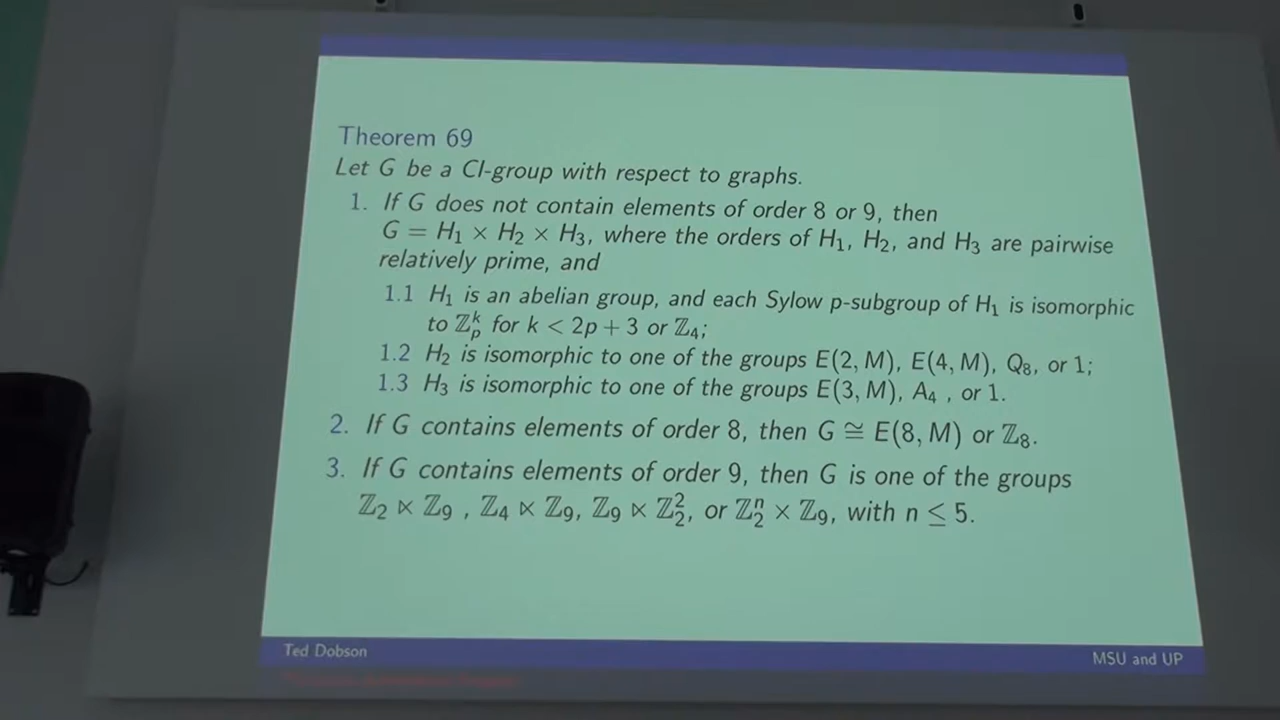 Theorem 69
Let G be a CI-group with respect to graphs.
1. If G does not contain elements of order 8 or 9, then
G = H₁ × H₂ × H₃, where the orders of H₁, H₂, and H₃ are pairwise
relatively prime, and
1.1 H₁ is an abelian group, and each Sylow p-subgroup of H₁ is isomorphic
to ℤₚᵏ for k < 2p + 3 or ℤ₄;
1.2 H₂ is isomorphic to one of the groups E(2, M), E(4, M), Q₈, or 1;
1.3 H₃ is isomorphic to one of the groups E(3, M), A₄ , or 1.
2. If G contains elements of order 8, then G ≅ E(8, M) or ℤ₈.
3. If G contains elements of order 9, then G is one of the groups
ℤ₂ ⋉ ℤ₉ , ℤ₄ ⋉ ℤ₉, ℤ₉ ⋉ ℤ₂², or ℤ₂ⁿ × ℤ₉, with n ≤ 5.
Ted Dobson
MSU and UP